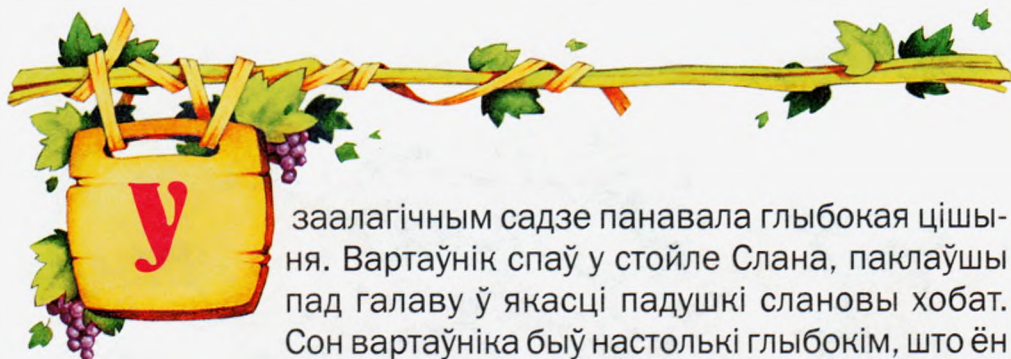 У
заалагічным садзе панавала глыбокая цішы-
ня. Вартаўнік спаў у стойле Слана, паклаўшы
пад галаву ў якасці падушкі слановы хобат.
Сон вартаўніка быў настолькі глыбокім, што ён